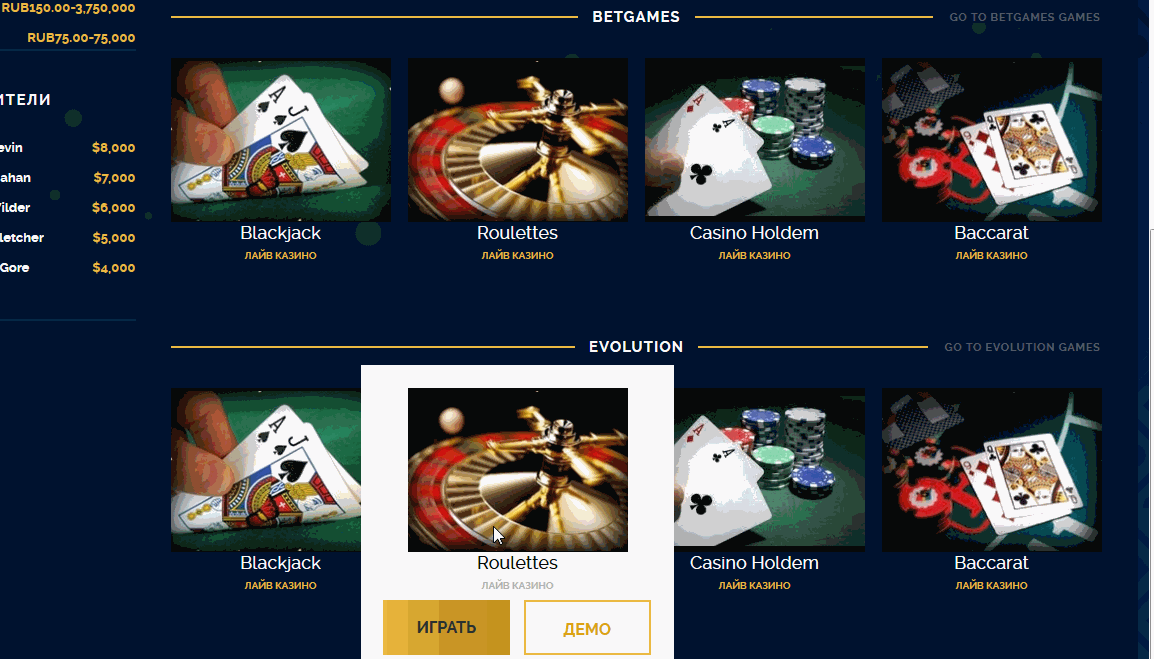 RUB150.00-3,750,000
RUB75.00-75,000
ИТЕЛИ
evin $8,000
ahan $7,000
ilder $6,000
letcher $5,000
Gore $4,000
BETGAMES
GO TO BETGAMES GAMES
Blackjack
ЛАЙВ КАЗИНО
Roulettes
ЛАЙВ КАЗИНО
Casino Holdem
ЛАЙВ КАЗИНО
Baccarat
ЛАЙВ КАЗИНО
EVOLUTION
GO TO EVOLUTION GAMES
Blackjack
ЛАЙВ КАЗИНО
Roulettes
ЛАЙВ КАЗИНО
ИГРАТЬ
ДЕМО
Casino Holdem
ЛАЙВ КАЗИНО
Baccarat
ЛАЙВ КАЗИНО